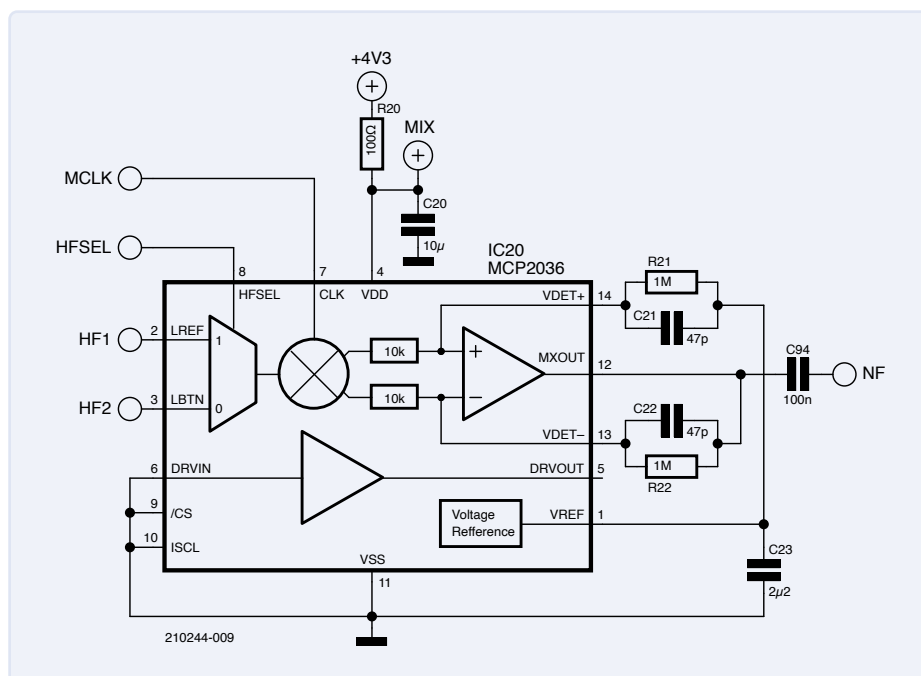 +4V3
R20
100Ω
MIX
MCLK
C20
10µ
HFSEL
IC20
MCP2036
R21
1M
8
7
4
HFSEL
CLK
VDD
VDET+
14
C21
47p
HF1
2
LREF
1
10k
+
MXOUT
12
C94
100n
NF
HF2
3
LBTN
0
10k
−
C22
47p
VDET−
13
1M
R22
6
DRVIN
DRVOUT
5
9
/CS
Voltage
Refference
VREF
1
10
ISCL
C23
2µ2
VSS
11
210244-009